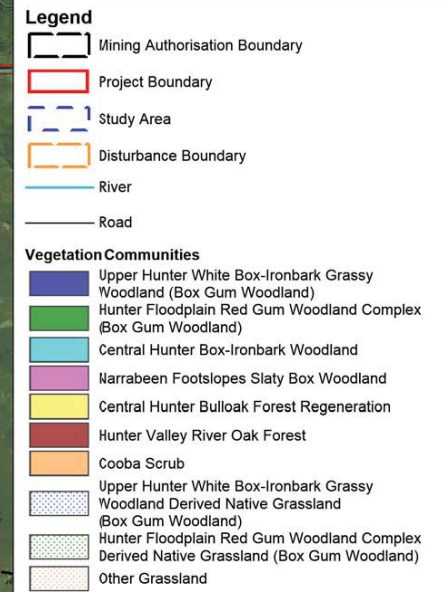 Legend
Mining Authorisation Boundary
Project Boundary
Study Area
Disturbance Boundary
River
Road
Vegetation Communities
Upper Hunter White Box-Ironbark Grassy
Woodland (Box Gum Woodland)
Hunter Floodplain Red Gum Woodland Complex
(Box Gum Woodland)
Central Hunter Box-Ironbark Woodland
Narrabeen Footslopes Slaty Box Woodland
Central Hunter Bulloak Forest Regeneration
Hunter Valley River Oak Forest
Cooba Scrub
Upper Hunter White Box-Ironbark Grassy
Woodland Derived Native Grassland
(Box Gum Woodland)
Hunter Floodplain Red Gum Woodland Complex
Derived Native Grassland (Box Gum Woodland)
Other Grassland